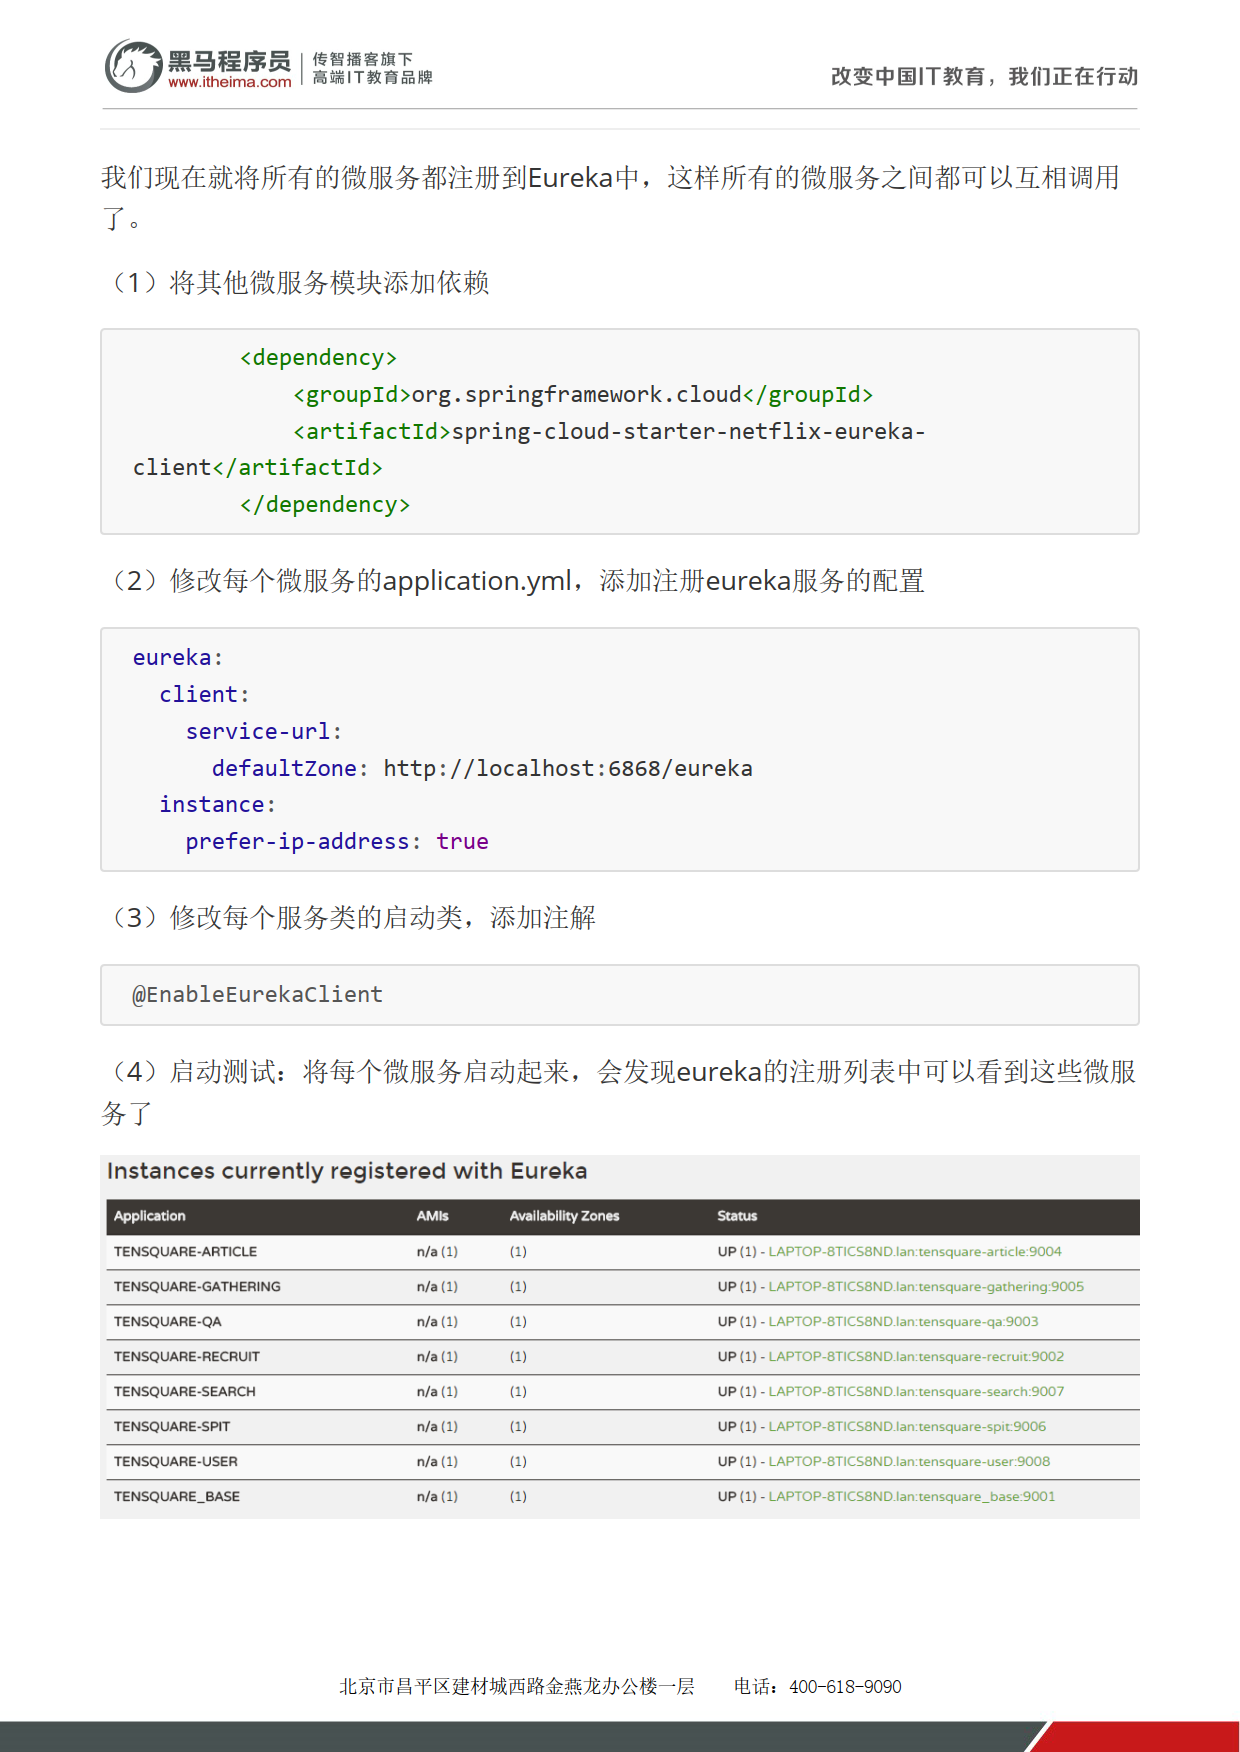 黑马程序员
www.itheima.com
传智播客旗下
高端IT教育品牌
改变中国IT教育，我们正在行动
我们现在就将所有的微服务都注册到Eureka中，这样所有的微服务之间都可以互相调用
了。
（1）将其他微服务模块添加依赖
<dependency>
<groupId>org.springframework.cloud</groupId>
<artifactId>spring-cloud-starter-netflix-eureka-
client</artifactId>
</dependency>
（2）修改每个微服务的application.yml，添加注册eureka服务的配置
eureka:
client:
service-url:
defaultZone: http://localhost:6868/eureka
instance:
prefer-ip-address: true
（3）修改每个服务类的启动类，添加注解
@EnableEurekaClient
（4）启动测试：将每个微服务启动起来，会发现eureka的注册列表中可以看到这些微服
务了
Instances currently registered with Eureka
Application AMIs Availability Zones Status
TENSQUARE-ARTICLE n/a (1) (1) UP (1) - LAPTOP-8TICS8ND.lan:tensquare-article:9004
TENSQUARE-GATHERING n/a (1) (1) UP (1) - LAPTOP-8TICS8ND.lan:tensquare-gathering:9005
TENSQUARE-QA n/a (1) (1) UP (1) - LAPTOP-8TICS8ND.lan:tensquare-qa:9003
TENSQUARE-RECRUIT n/a (1) (1) UP (1) - LAPTOP-8TICS8ND.lan:tensquare-recruit:9002
TENSQUARE-SEARCH n/a (1) (1) UP (1) - LAPTOP-8TICS8ND.lan:tensquare-search:9007
TENSQUARE-SPIT n/a (1) (1) UP (1) - LAPTOP-8TICS8ND.lan:tensquare-spit:9006
TENSQUARE-USER n/a (1) (1) UP (1) - LAPTOP-8TICS8ND.lan:tensquare-user:9008
TENSQUARE_BASE n/a (1) (1) UP (1) - LAPTOP-8TICS8ND.lan:tensquare_base:9001
北京市昌平区建材城西路金燕龙办公楼一层 电话：400-618-9090